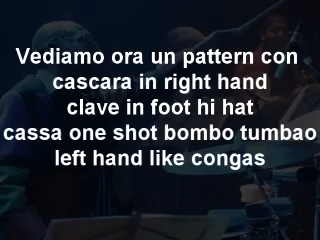 Vediamo ora un pattern con
cascara in right hand
clave in foot hi hat
cassa one shot bombo tumbao
left hand like congas